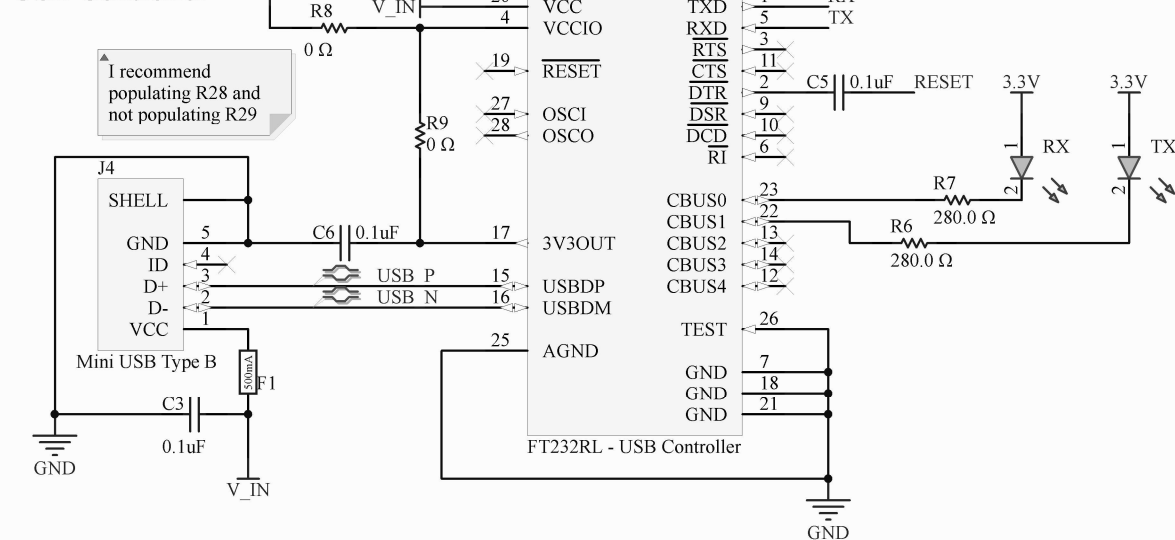 R8
0 Ω
V_IN
VCC
4
VCCIO
TXD
5
RXD
TX
I recommend
populating R28 and
not populating R29
19
RESET
27
OSCI
28
OSCO
R9
0 Ω
3
RTS
11
CTS
2
DTR
9
DSR
10
DCD
6
RI
C5
0.1uF
RESET
3.3V
3.3V
1
RX
2
1
TX
2
J4
SHELL
GND
5
ID
4
D+
3
D-
2
VCC
1
Mini USB Type B
C6
0.1uF
USB_P
USB_N
17
3V3OUT
15
USBDP
16
USBDM
25
AGND
CBUS0
23
CBUS1
22
CBUS2
13
CBUS3
14
CBUS4
12
TEST
26
GND
7
GND
18
GND
21
R7
280.0 Ω
R6
280.0 Ω
500mA
F1
C3
0.1uF
GND
V_IN
FT232RL - USB Controller
GND